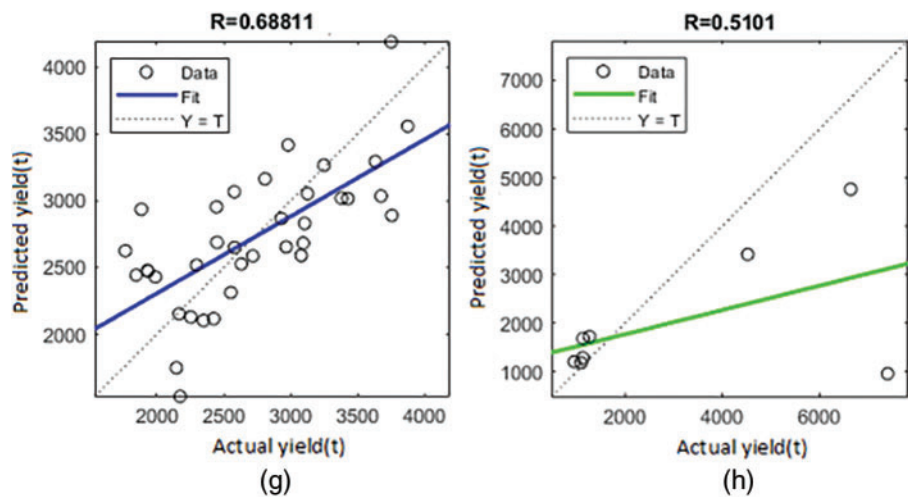 R=0.68811
4000
3500
3000
2500
2000
Predicted yield(t)
Data
Fit
Y = T
2000 2500 3000 3500 4000
Actual yield(t)
(g)
R=0.5101
7000
6000
5000
4000
3000
2000
1000
Predicted yield(t)
Data
Fit
Y = T
2000 4000 6000
Actual yield(t)
(h)